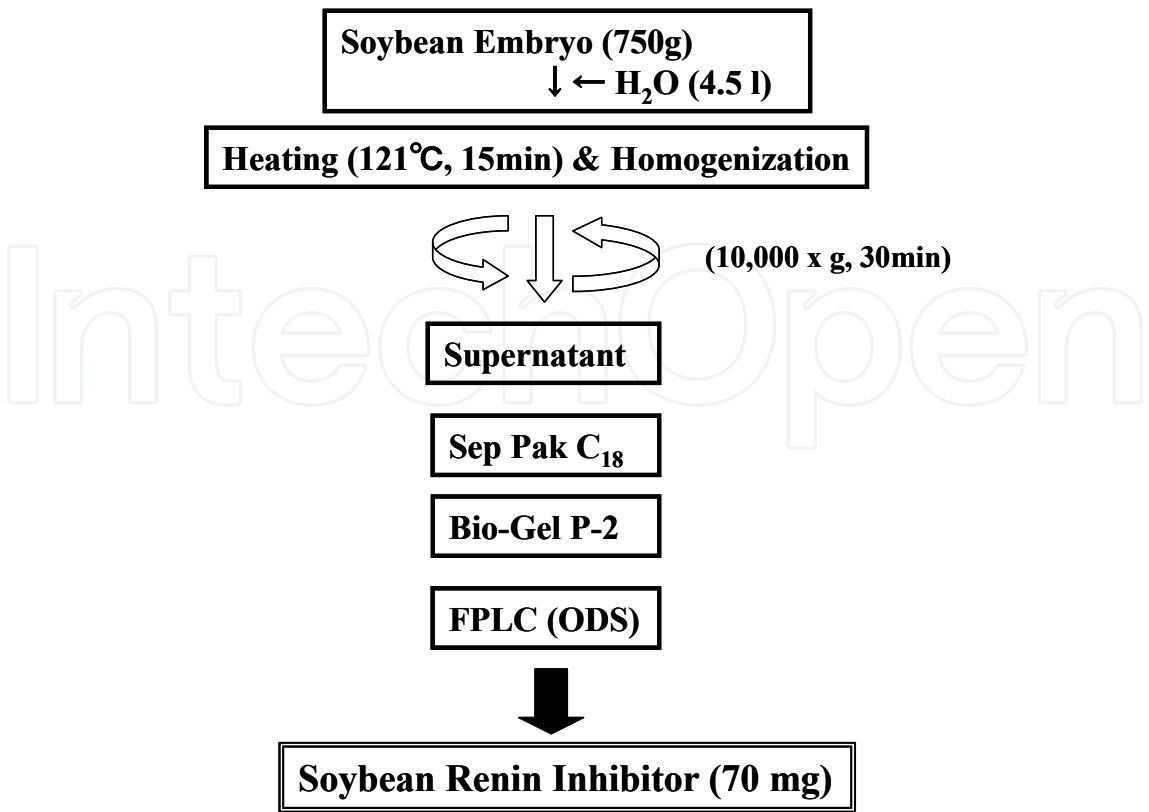 Soybean Embryo (750g)
↓ ← H₂O (4.5 l)
Heating (121℃, 15min) & Homogenization
(10,000 x g, 30min)
IntechOpen
Supernatant
Sep Pak C₁₈
Bio-Gel P-2
FPLC (ODS)
Soybean Renin Inhibitor (70 mg)